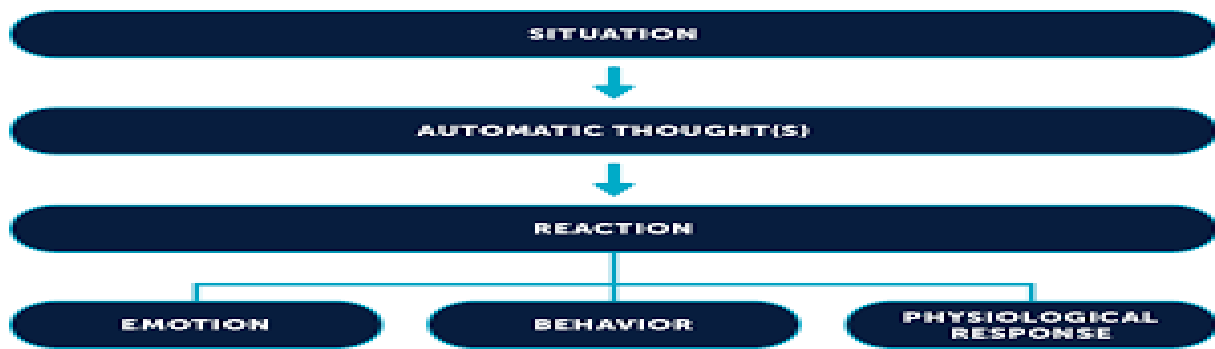 SITUATION
AUTOMATIC THOUGHT(S)
REACTION
EMOTION
BEHAVIOR
PHYSIOLOGICAL
RESPONSE